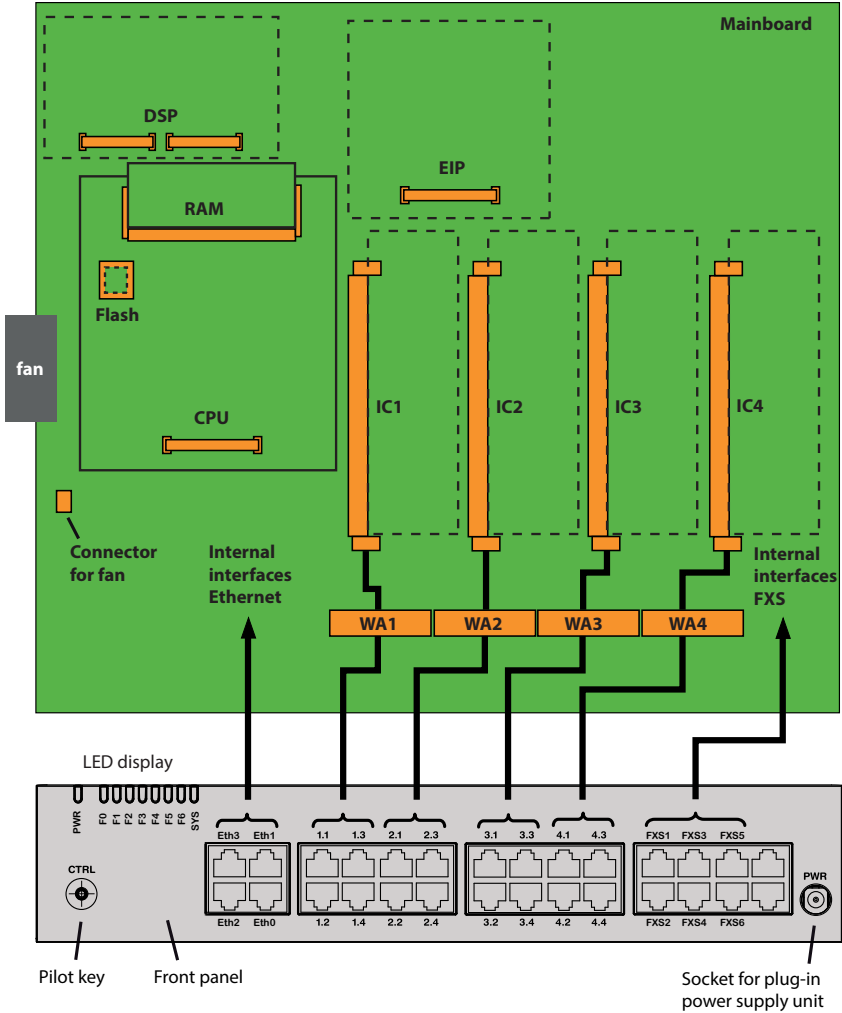 Mainboard
DSP
EIP
RAM
Flash
fan
IC1
IC2
IC3
IC4
CPU
Connector
for fan
Internal
interfaces
Ethernet
Internal
interfaces
FXS
WA1
WA2
WA3
WA4
LED display
PWR
F0
F1
F2
F3
F4
F5
F6
SYS
Eth3 Eth1
1.1 1.3
2.1 2.3
3.1 3.3
4.1 4.3
FXS1 FXS3 FXS5
CTRL
PWR
Eth2 Eth0
1.2 1.4
2.2 2.4
3.2 3.4
4.2 4.4
FXS2 FXS4 FXS6
Pilot key
Front panel
Socket for plug-in
power supply unit